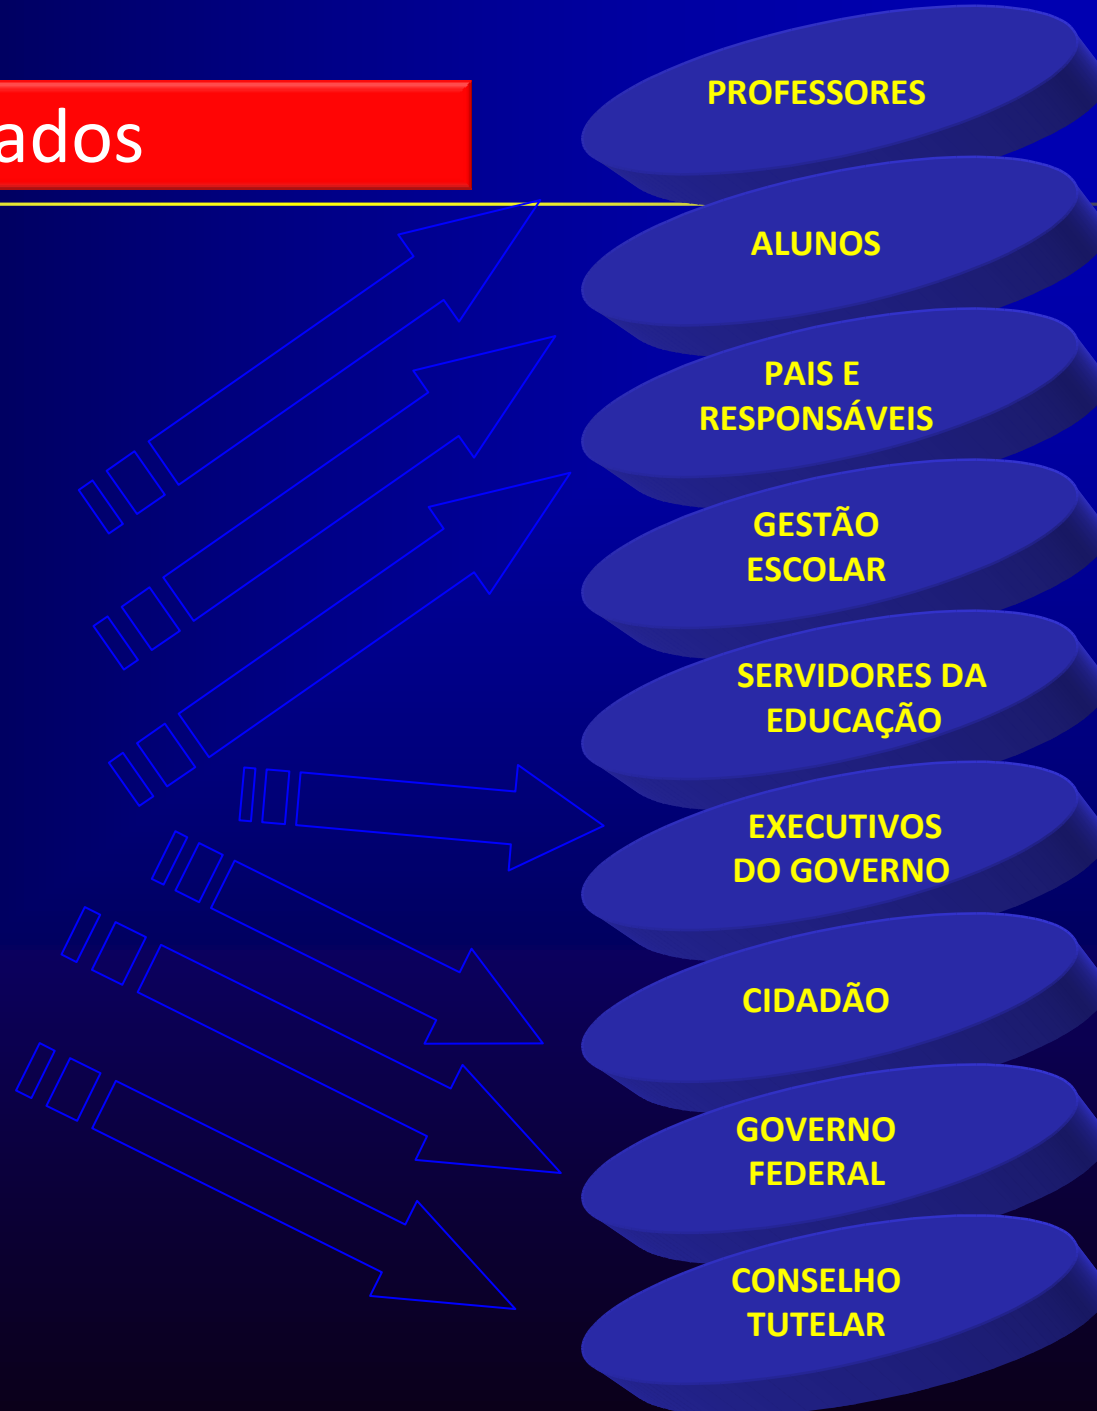 ados
PROFESSORES
ALUNOS
PAIS E
RESPONSÁVEIS
GESTÃO
ESCOLAR
SERVIDORES DA
EDUCAÇÃO
EXECUTIVOS
DO GOVERNO
CIDADÃO
GOVERNO
FEDERAL
CONSELHO
TUTELAR